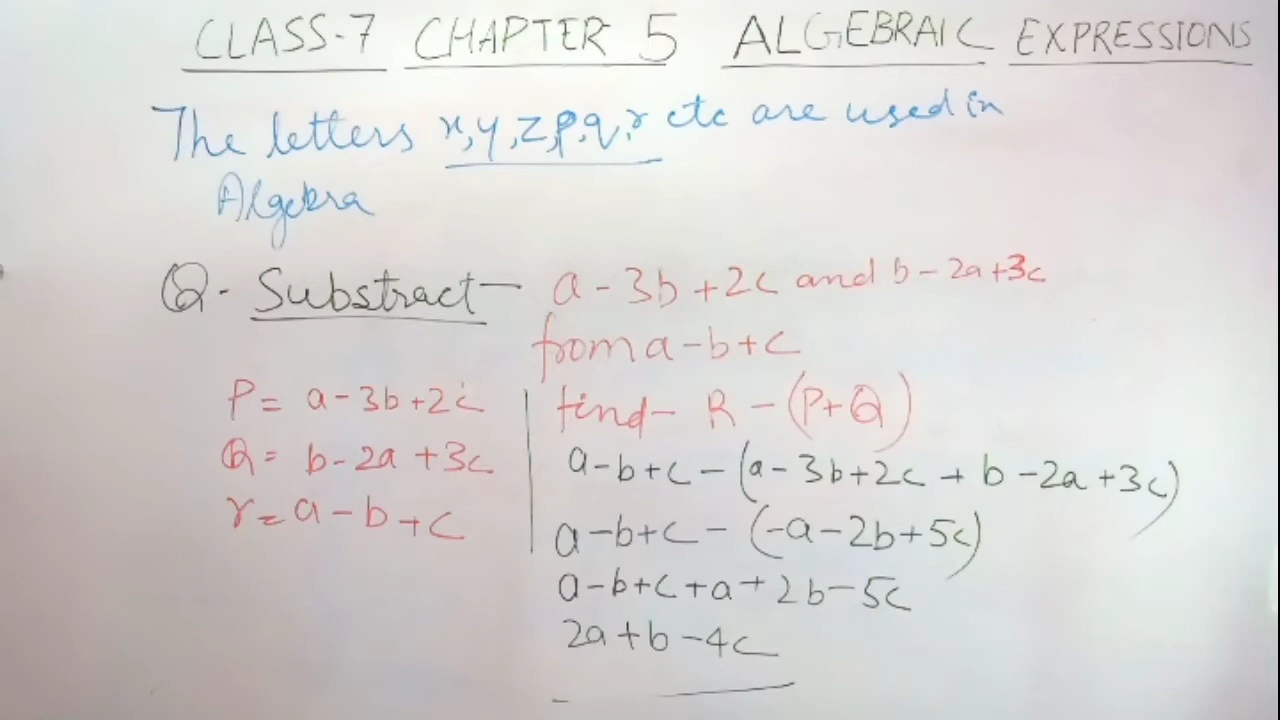 CLASS-7 CHAPTER 5 ALGEBRAIC EXPRESSIONS
The letters x,y,z,p,q,r etc are used in
Algebra
Q. Substract- a-3b+2c and b-2a+3c
from a-b+c
P= a-3b+2c
Q= b-2a+3c
r=a-b+c
find- R-(P+Q)
a-b+c-(a-3b+2c+b-2a+3c)
a-b+c-(-a-2b+5c)
a-b+c+a+2b-5c
2a+b-4c